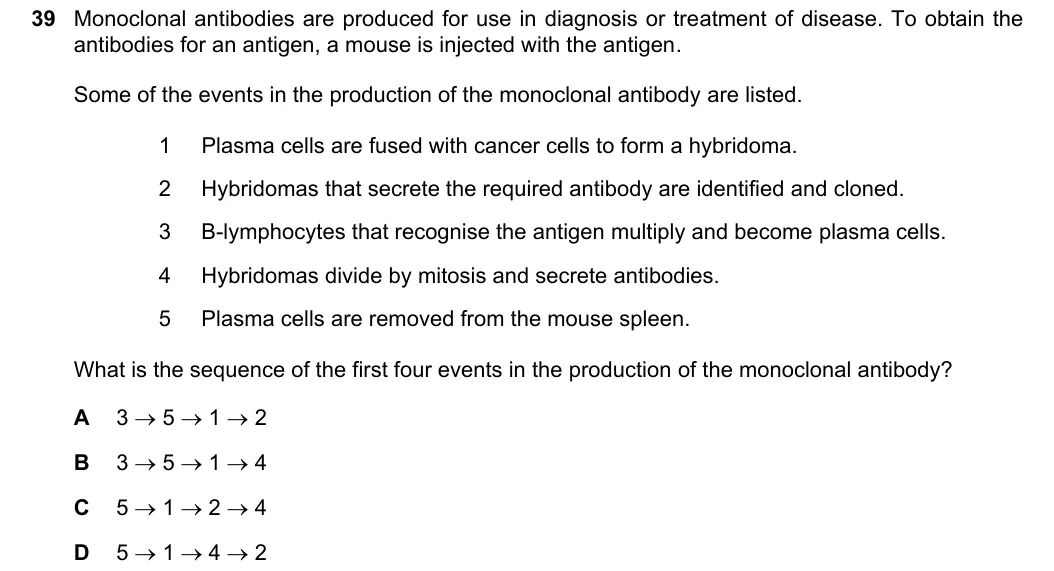 39 Monoclonal antibodies are produced for use in diagnosis or treatment of disease. To obtain the
antibodies for an antigen, a mouse is injected with the antigen.
Some of the events in the production of the monoclonal antibody are listed.
1 Plasma cells are fused with cancer cells to form a hybridoma.
2 Hybridomas that secrete the required antibody are identified and cloned.
3 B-lymphocytes that recognise the antigen multiply and become plasma cells.
4 Hybridomas divide by mitosis and secrete antibodies.
5 Plasma cells are removed from the mouse spleen.
What is the sequence of the first four events in the production of the monoclonal antibody?
A 3 → 5 → 1 → 2
B 3 → 5 → 1 → 4
C 5 → 1 → 2 → 4
D 5 → 1 → 4 → 2